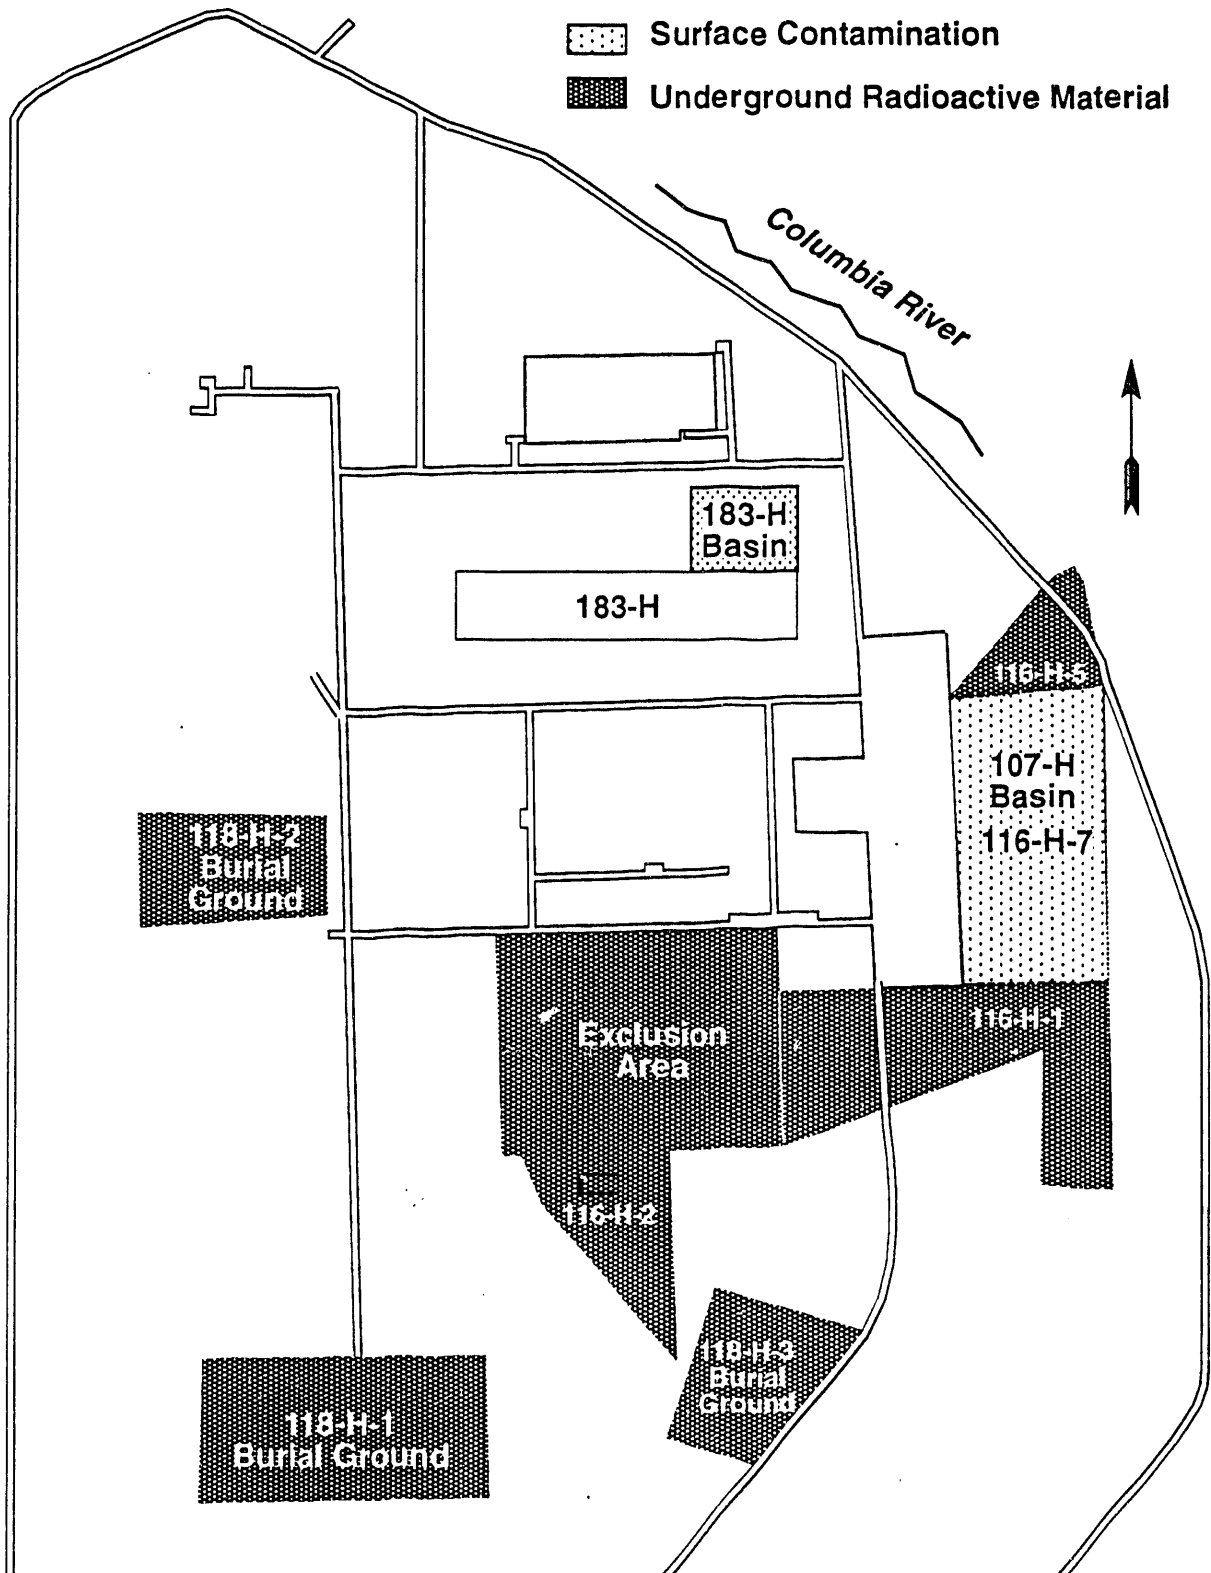 Surface Contamination
Underground Radioactive Material
Columbia River
183-H
Basin
183-H
116-H-5
107-H
Basin
116-H-7
118-H-2
Burial
Ground
116-H-1
Exclusion
Area
116-H-2
118-H-3
Burial
Ground
118-H-1
Burial Ground